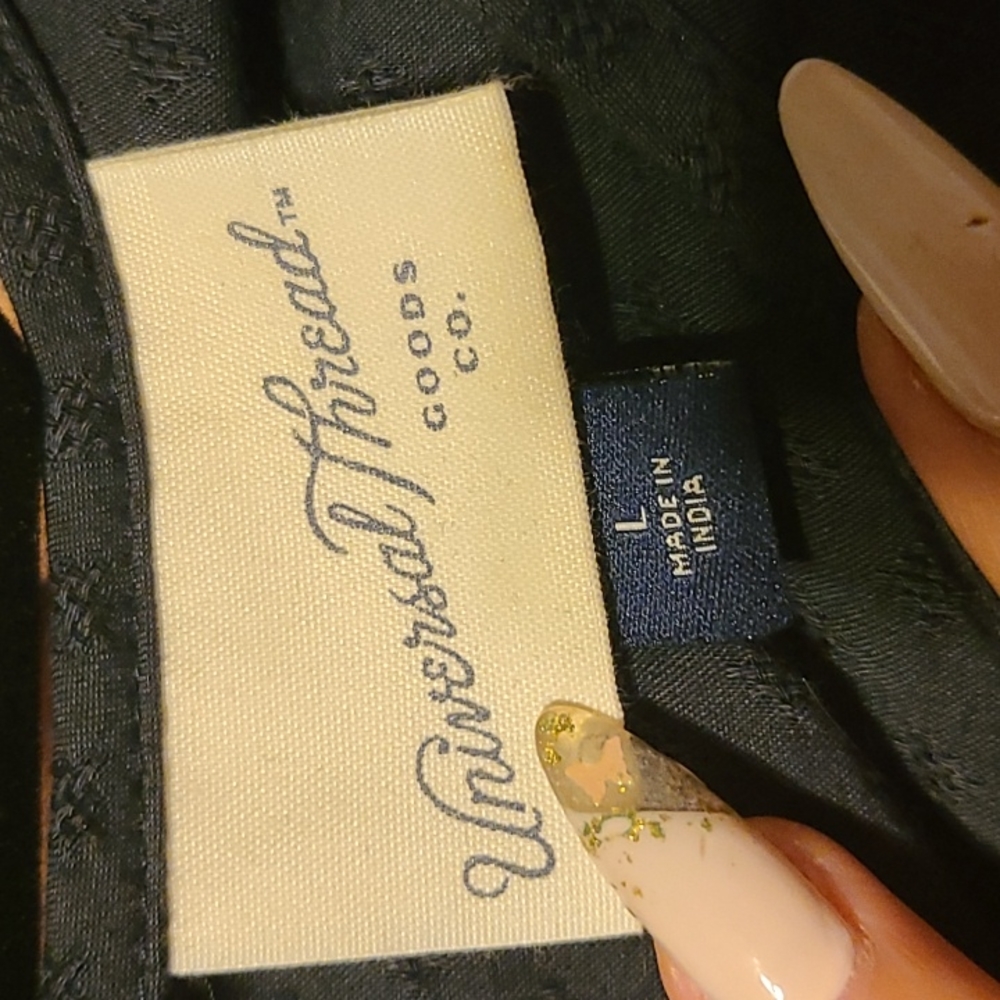 Universal Thread™
GOODS
CO.
L
MADE IN
INDIA